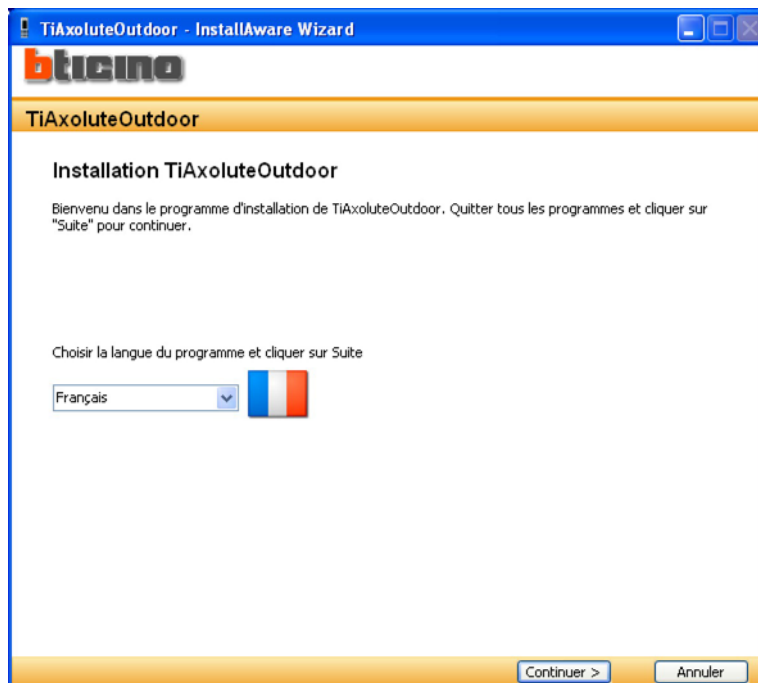 TiAxoluteOutdoor - InstallAware Wizard
bticino
TiAxoluteOutdoor
Installation TiAxoluteOutdoor
Bienvenu dans le programme d'installation de TiAxoluteOutdoor. Quitter tous les programmes et cliquer sur
"Suite" pour continuer.
Choisir la langue du programme et cliquer sur Suite
Français
Continuer >
Annuler